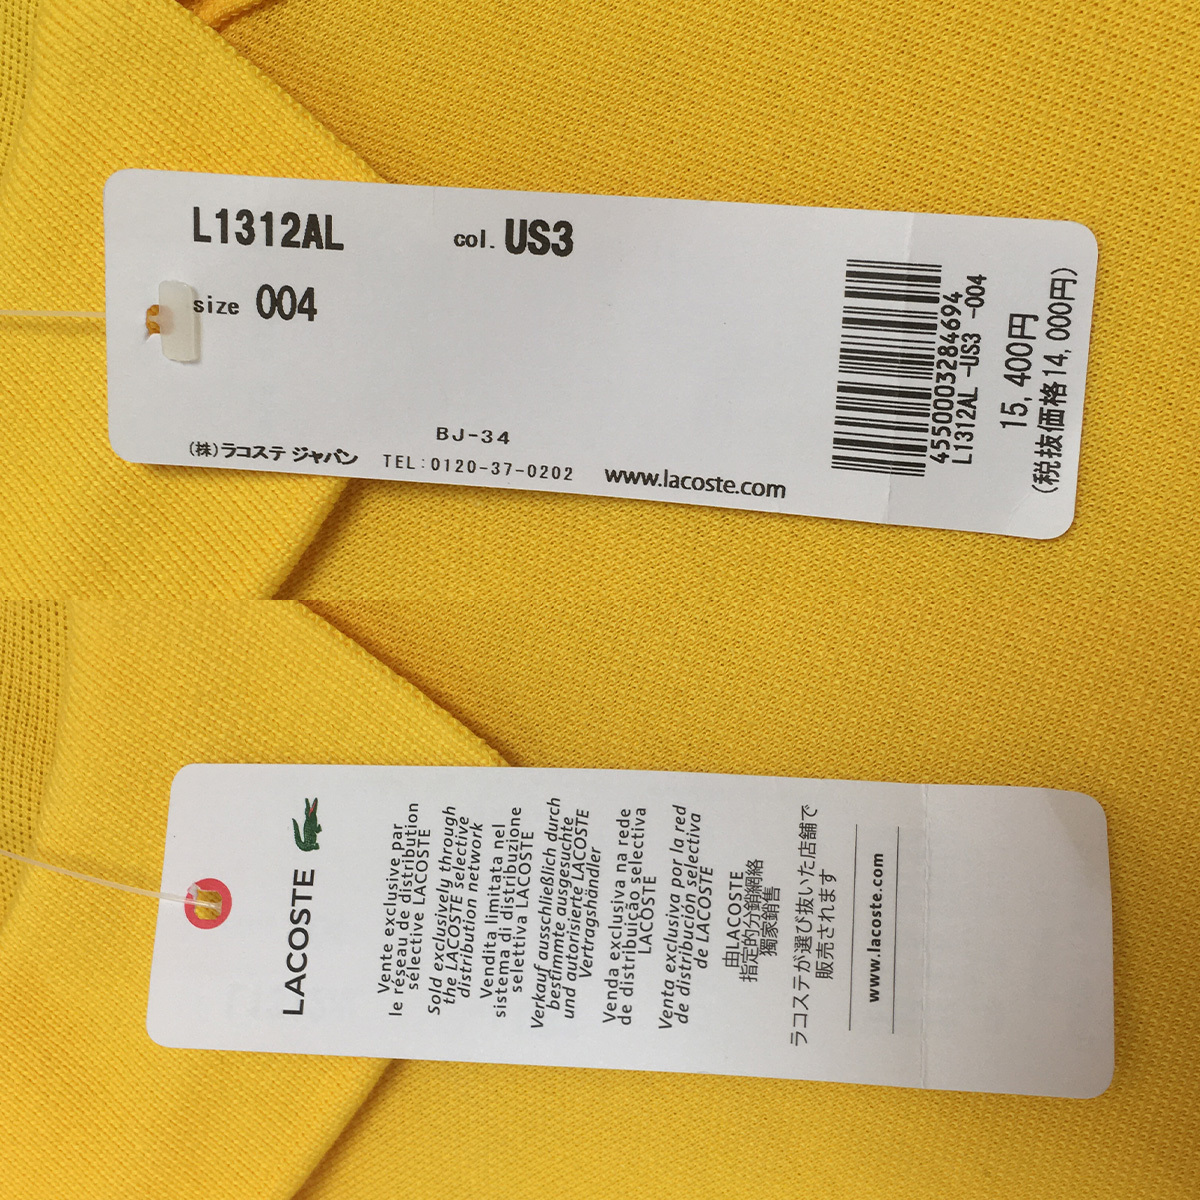 L1312AL col. US3
size 004
BJ-34
(株)ラコステ ジャパン TEL:0120-37-0202 www.lacoste.com
4550003284694
L1312AL -US3 -004
15,400円
(税抜価格14,000円)
LACOSTE
Vente exclusive par
le réseau de distribution
sélective LACOSTE
Sold exclusively through
the LACOSTE selective
distribution network
Vendita limitata nel
sistema di distribuzione
selettiva LACOSTE
Verkauf ausschließlich durch
bestimmte ausgesuchte
und autorisierte LACOSTE
Vertragshändler
Venda exclusiva na rede
de distribuição selectiva
LACOSTE
Venta exclusiva por la red
de distribución selectiva
de LACOSTE
由LACOSTE
指定的分銷網絡
獨家銷售
ラコステが選び抜いた店舗で
販売されます
www.lacoste.com